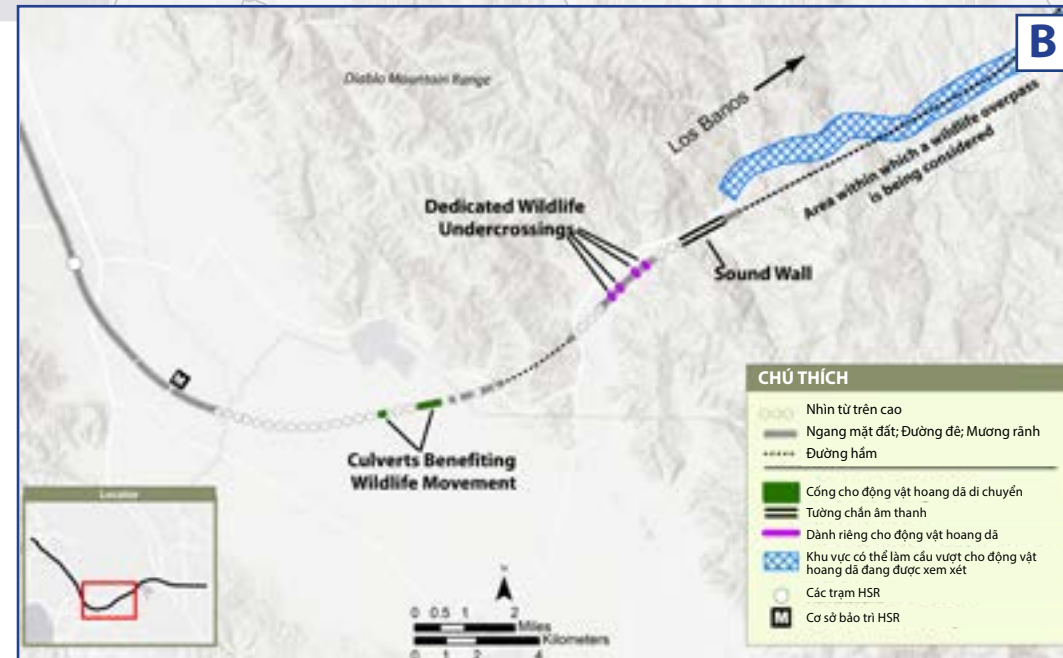 B
Diablo Mountain Range
Los Banos
Area within which a wildlife overpass
is being considered
Dedicated Wildlife
Undercrossings
Sound Wall
M
Culverts Benefiting
Wildlife Movement
CHÚ THÍCH
Nhìn từ trên cao
Ngang mặt đất; Đường đê; Mương rãnh
Đường hầm
Cống cho động vật hoang dã di chuyển
Tường chắn âm thanh
Dành riêng cho động vật hoang dã
Khu vực có thể làm cầu vượt cho động vật
hoang dã đang được xem xét
Các trạm HSR
M Cơ sở bảo trì HSR
Locator
N
0 0.5 1 2
Miles
Kilometers
0 1 2 4